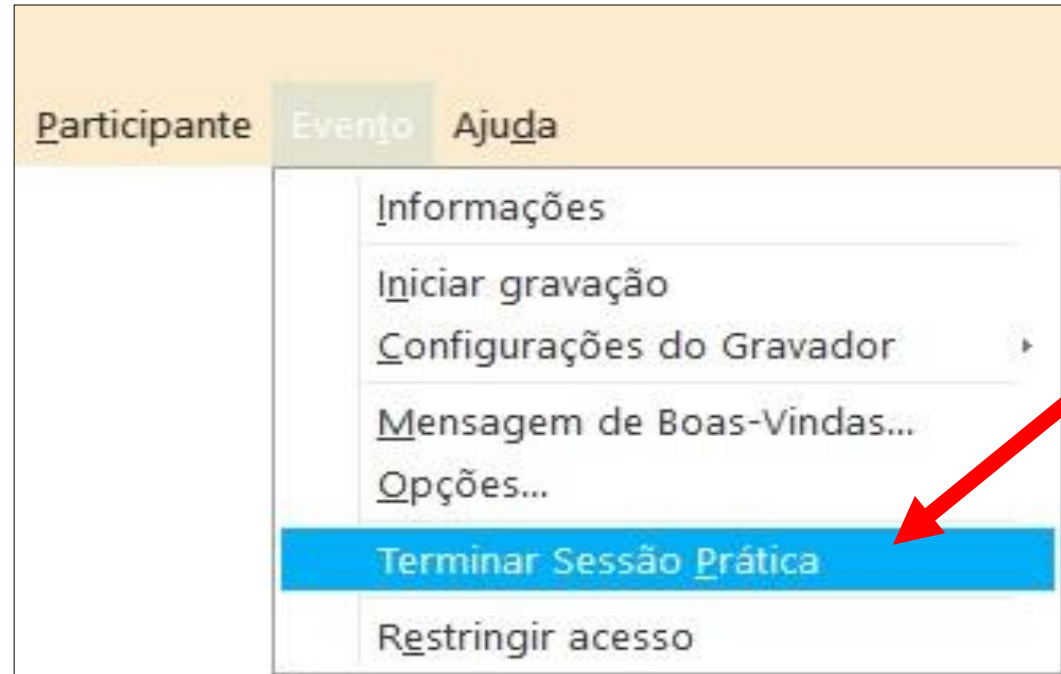 Participante Evento Ajuda
Informações
Iniciar gravação
Configurações do Gravador
Mensagem de Boas-Vindas...
Opções...
Terminar Sessão Prática
Restringir acesso